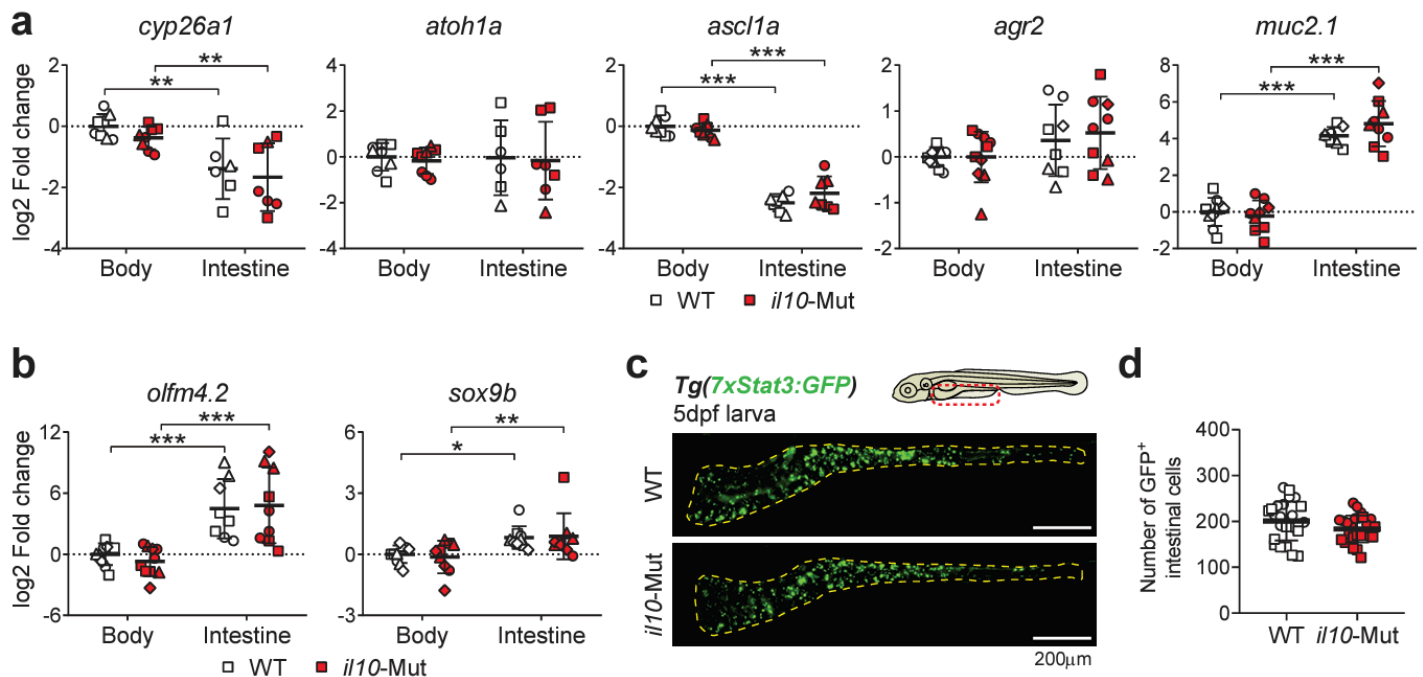 a
cyp26a1
atoh1a
ascl1a
agr2
muc2.1
log2 Fold change
2
0
-2
-4
**
**
Body
Intestine
4
2
0
-2
-4
Body
Intestine
2
0
-2
-4
***
***
Body
Intestine
2
1
0
-1
-2
Body
Intestine
8
6
4
2
0
-2
***
***
Body
Intestine
WT
il10-Mut
b
olfm4.2
sox9b
log2 Fold change
12
6
0
-6
***
***
Body
Intestine
6
3
0
-3
*
**
Body
Intestine
WT
il10-Mut
c
Tg(7xStat3:GFP)
5dpf larva
WT
il10-Mut
200µm
d
Number of GFP+
intestinal cells
400
300
200
100
0
WT
il10-Mut